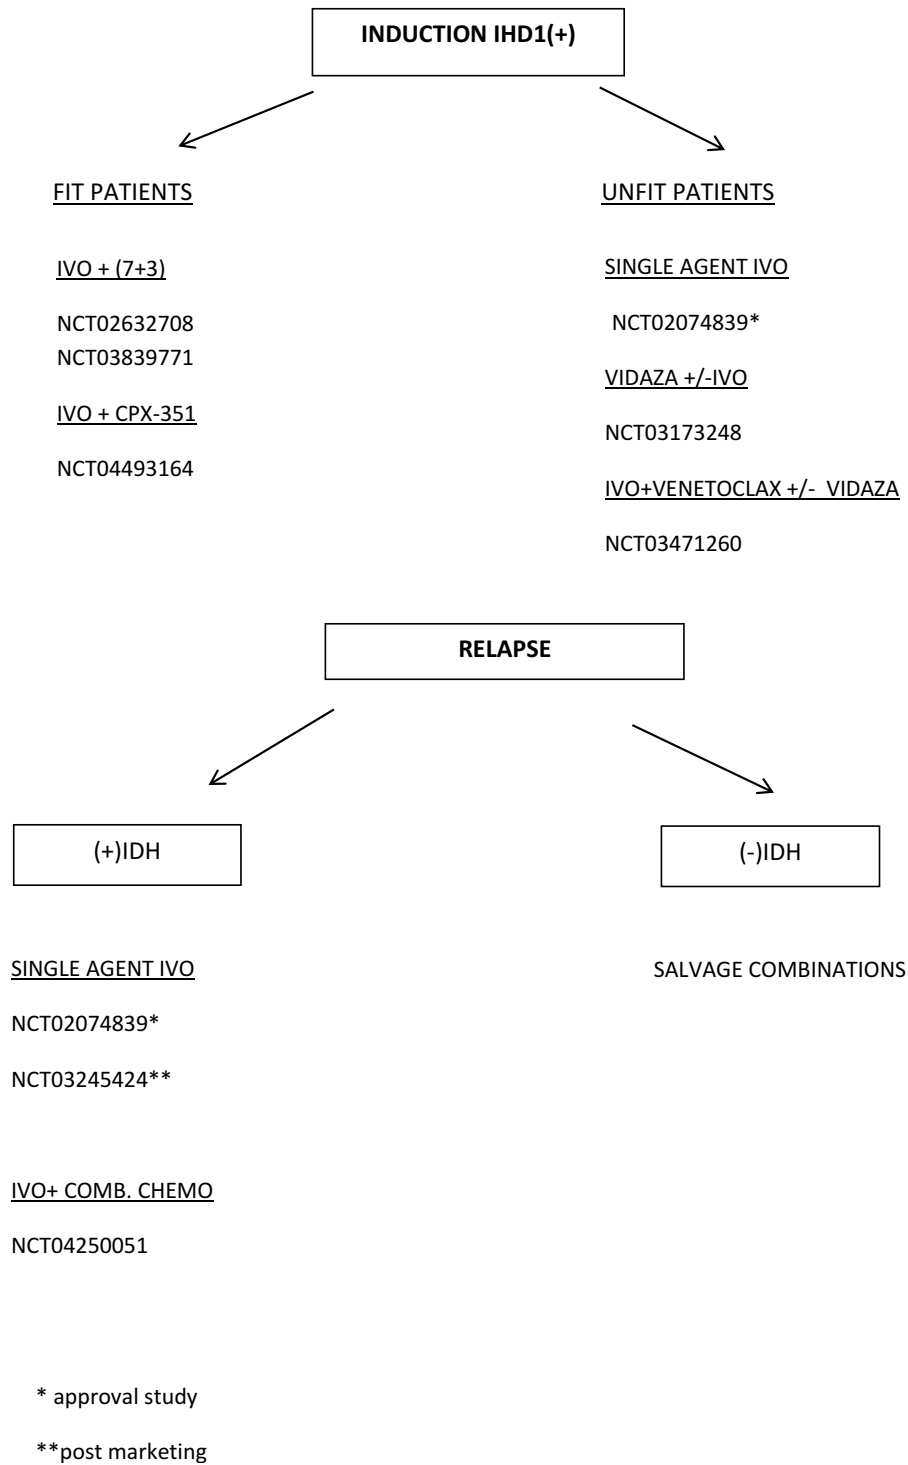 INDUCTION IHD1(+)
FIT PATIENTS
IVO + (7+3)
NCT02632708
NCT03839771
IVO + CPX-351
NCT04493164
UNFIT PATIENTS
SINGLE AGENT IVO
NCT02074839*
VIDAZA +/-IVO
NCT03173248
IVO+VENETOCLAX +/- VIDAZA
NCT03471260
RELAPSE
(+)IDH
SINGLE AGENT IVO
NCT02074839*
NCT03245424**
IVO+ COMB. CHEMO
NCT04250051
(-)IDH
SALVAGE COMBINATIONS
* approval study
**post marketing